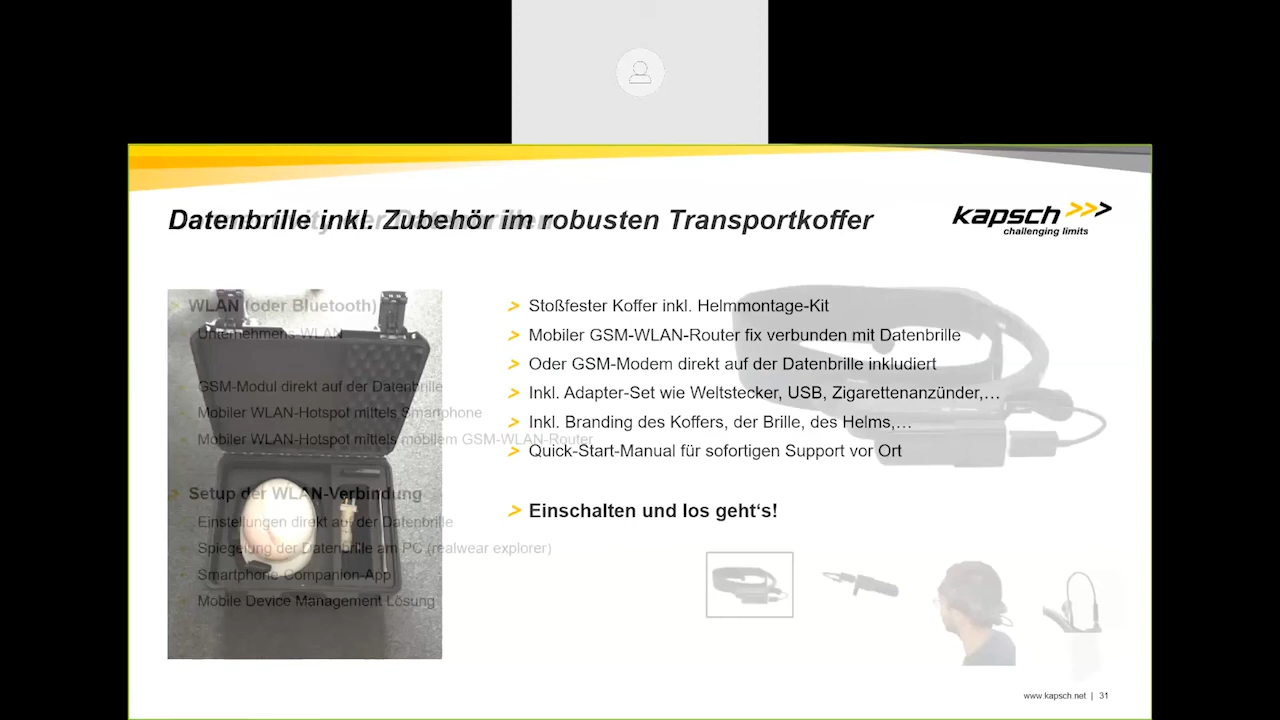 Datenbrille inkl. Zubehör im robusten Transportkoffer
kapsch >>>
challenging limits
WLAN (oder Bluetooth)
Unternehmens-WLAN
GSM-Modul direkt auf der Datenbrille
Mobiler WLAN-Hotspot mittels Smartphone
Mobiler WLAN-Hotspot mittels mobilem GSM-WLAN-Router
Setup der WLAN-Verbindung
Einstellungen direkt auf der Datenbrille
Spiegelung der Datenbrille am PC (realwear explorer)
Smartphone Companion-App
Mobile Device Management Lösung
> Stoßfester Koffer inkl. Helmmontage-Kit
> Mobiler GSM-WLAN-Router fix verbunden mit Datenbrille
> Oder GSM-Modem direkt auf der Datenbrille inkludiert
> Inkl. Adapter-Set wie Weltstecker, USB, Zigarettenanzünder,…
> Inkl. Branding des Koffers, der Brille, des Helms,…
> Quick-Start-Manual für sofortigen Support vor Ort
> Einschalten und los geht‘s!
www.kapsch.net | 31